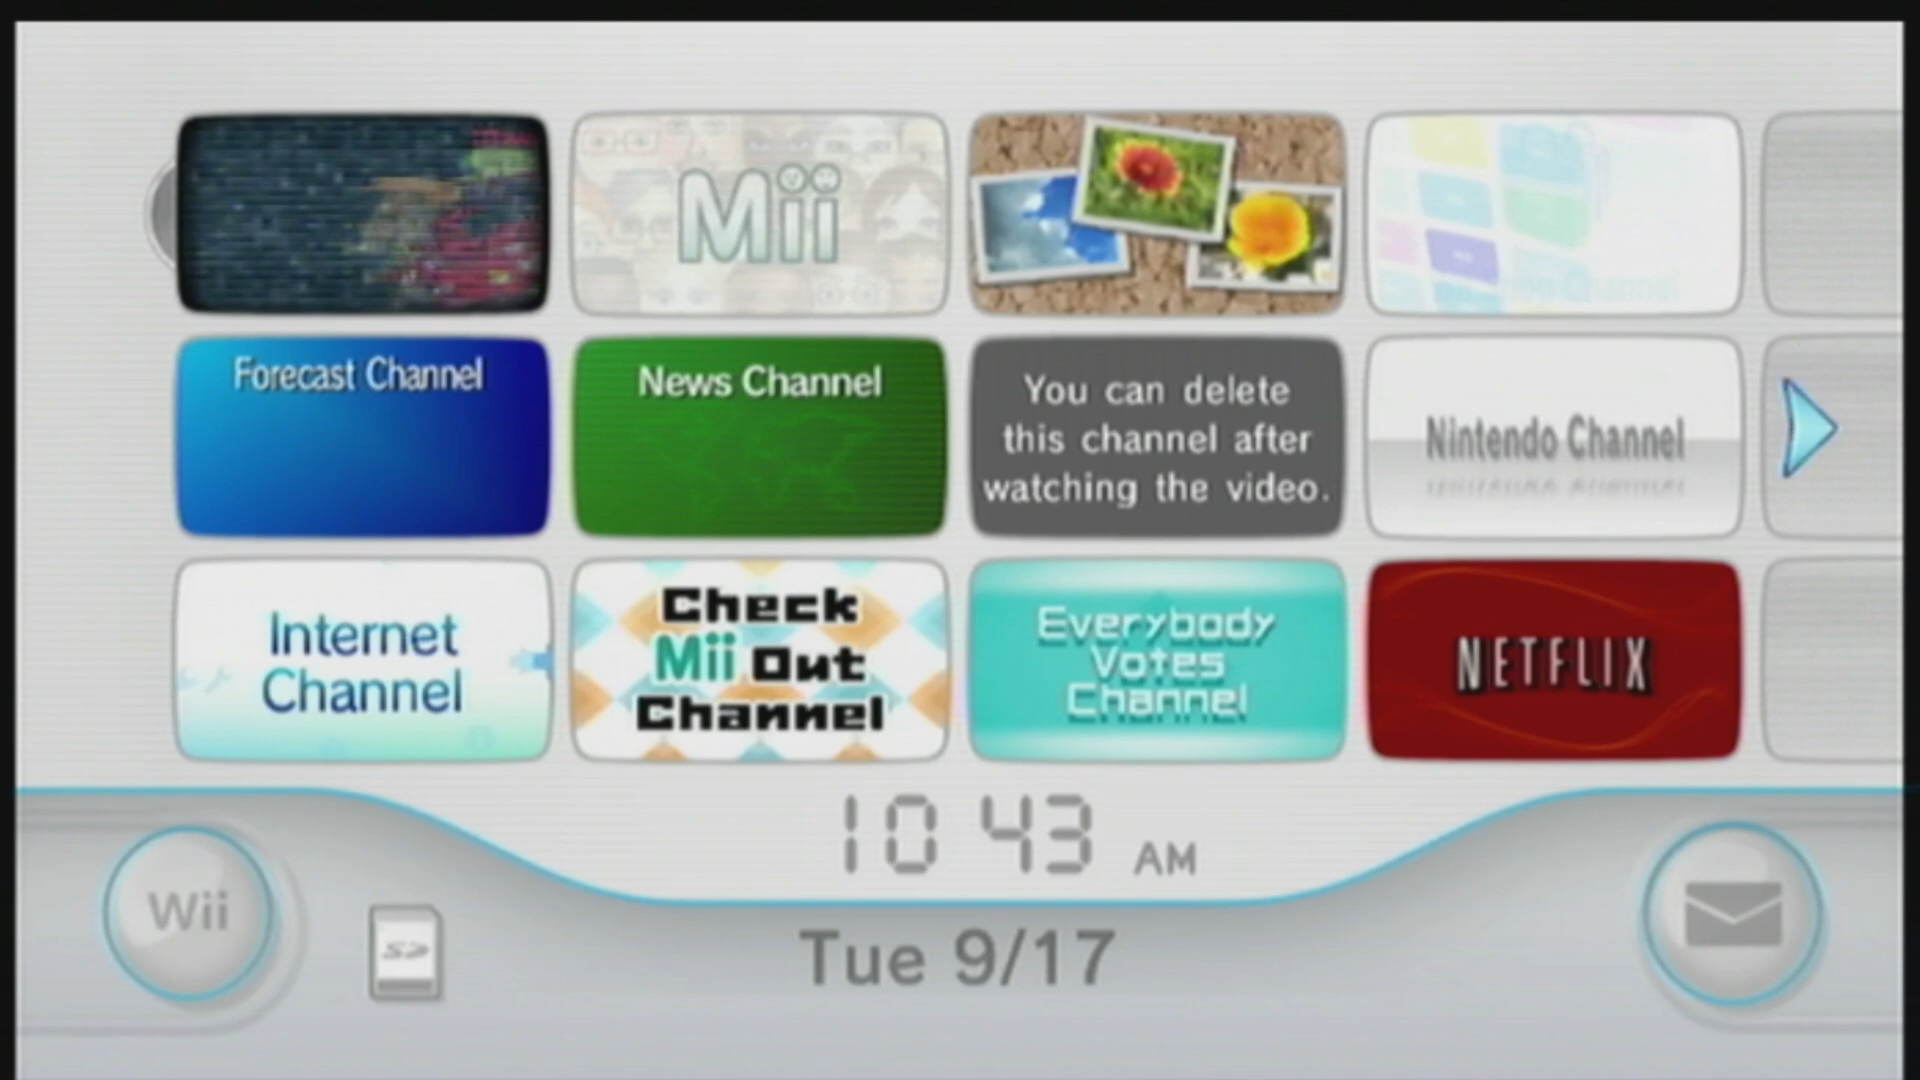 Mii
Forecast Channel
News Channel
You can delete
this channel after
watching the video.
Nintendo Channel
Internet
Channel
Check
Mii Out
Channel
Everybody
Votes
Channel
NETFLIX
10 43 AM
Wii
SD
Tue 9/17